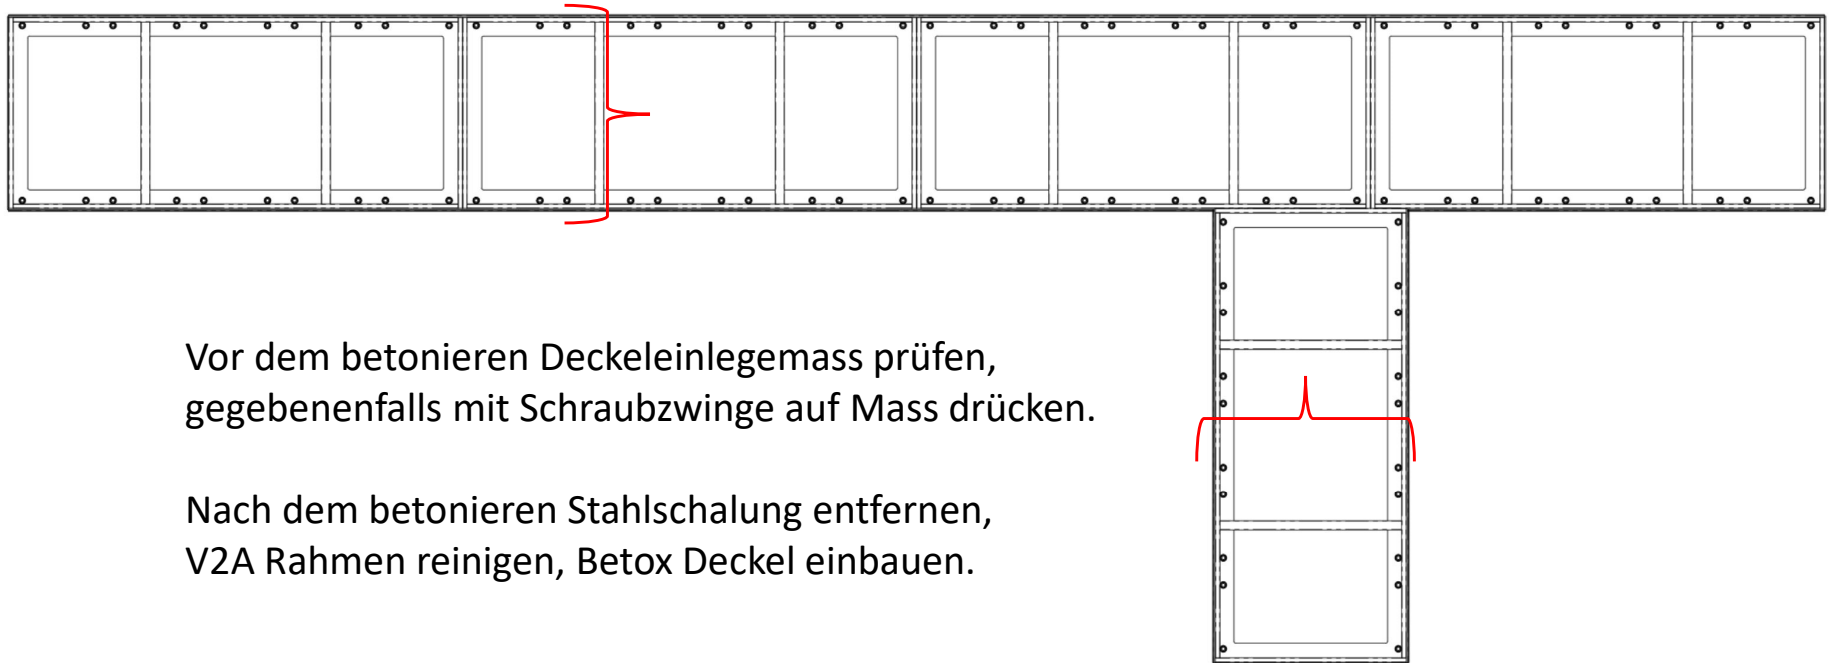 Vor dem betonieren Deckeleinlegemass prüfen,
gegebenenfalls mit Schraubzwinge auf Mass drücken.
Nach dem betonieren Stahlschalung entfernen,
V2A Rahmen reinigen, Betox Deckel einbauen.